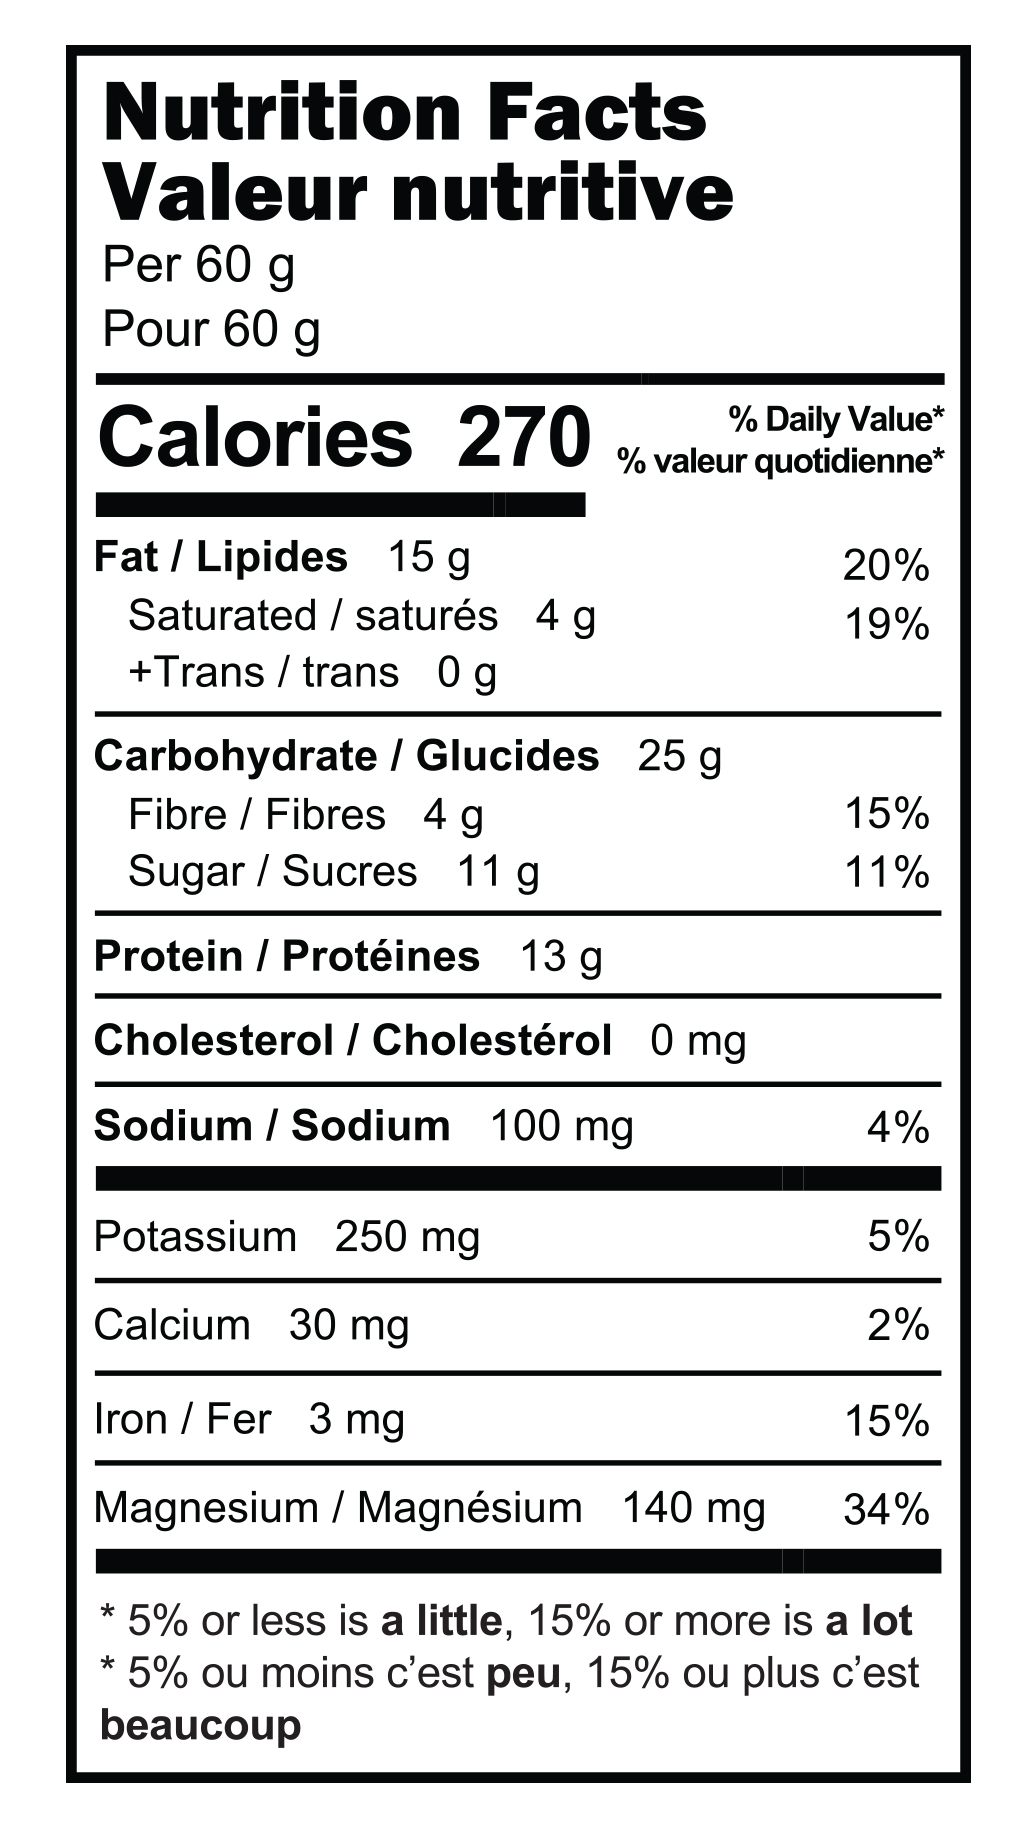 Nutrition Facts
Valeur nutritive
Per 60 g
Pour 60 g
Calories 270
% Daily Value*
% valeur quotidienne*
Fat / Lipides 15 g 20%
Saturated / saturés 4 g 19%
+Trans / trans 0 g
Carbohydrate / Glucides 25 g
Fibre / Fibres 4 g 15%
Sugar / Sucres 11 g 11%
Protein / Protéines 13 g
Cholesterol / Cholestérol 0 mg
Sodium / Sodium 100 mg 4%
Potassium 250 mg 5%
Calcium 30 mg 2%
Iron / Fer 3 mg 15%
Magnesium / Magnésium 140 mg 34%
* 5% or less is a little, 15% or more is a lot
* 5% ou moins c’est peu, 15% ou plus c’est
beaucoup